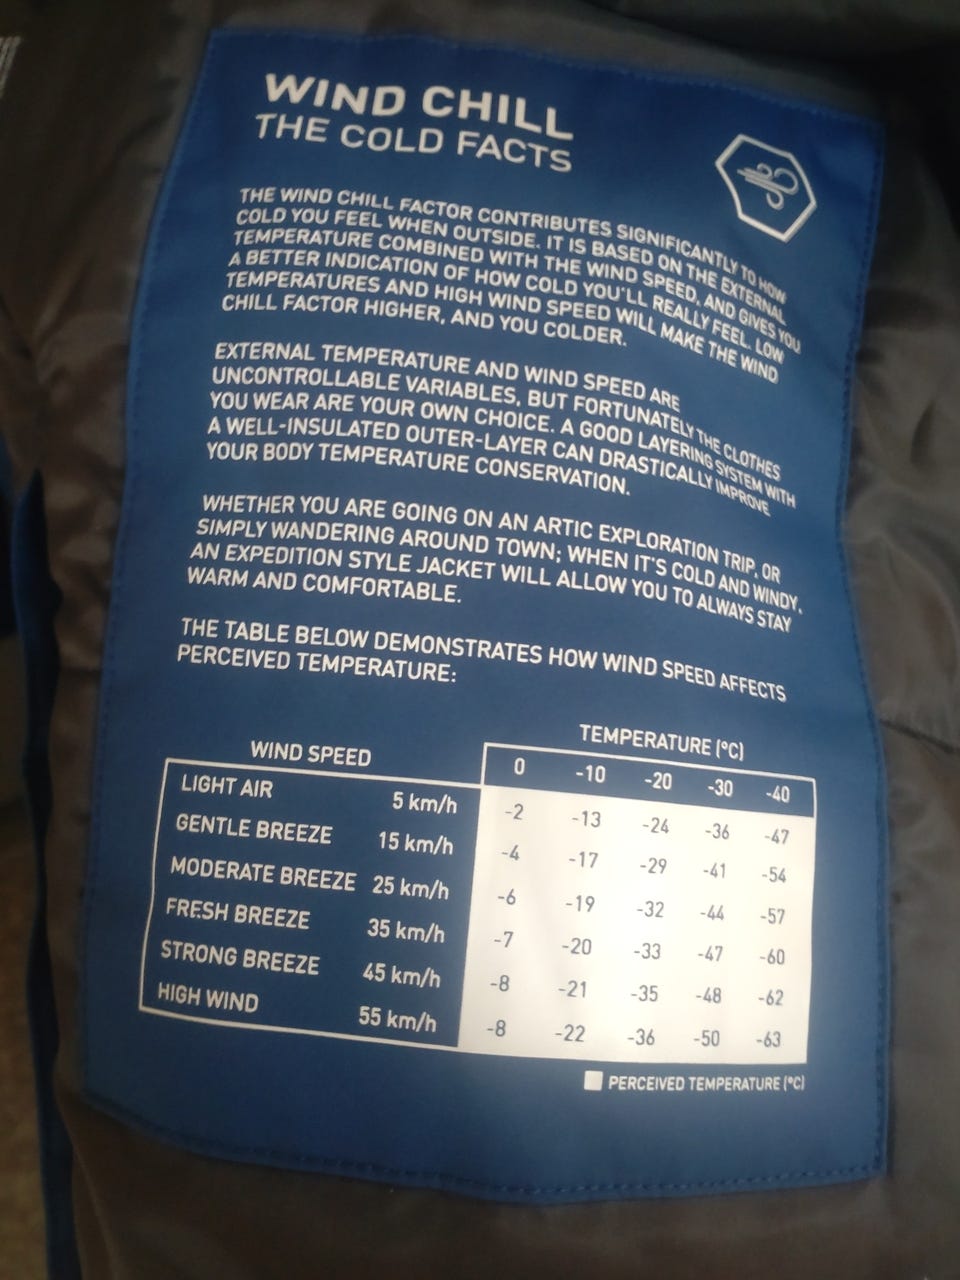 WIND CHILL
THE COLD FACTS
THE WIND CHILL FACTOR CONTRIBUTES SIGNIFICANTLY TO HOW
COLD YOU FEEL WHEN OUTSIDE. IT IS BASED ON THE EXTERNAL
TEMPERATURE COMBINED WITH THE WIND SPEED, AND GIVES YOU
A BETTER INDICATION OF HOW COLD YOU'LL REALLY FEEL. LOW
TEMPERATURES AND HIGH WIND SPEED WILL MAKE THE WIND
CHILL FACTOR HIGHER, AND YOU COLDER.
EXTERNAL TEMPERATURE AND WIND SPEED ARE
UNCONTROLLABLE VARIABLES, BUT FORTUNATELY THE CLOTHES
YOU WEAR ARE YOUR OWN CHOICE. A GOOD LAYERING SYSTEM WITH
A WELL-INSULATED OUTER-LAYER CAN DRASTICALLY IMPROVE
YOUR BODY TEMPERATURE CONSERVATION.
WHETHER YOU ARE GOING ON AN ARTIC EXPLORATION TRIP, OR
SIMPLY WANDERING AROUND TOWN; WHEN IT'S COLD AND WINDY,
AN EXPEDITION STYLE JACKET WILL ALLOW YOU TO ALWAYS STAY
WARM AND COMFORTABLE.
THE TABLE BELOW DEMONSTRATES HOW WIND SPEED AFFECTS
PERCEIVED TEMPERATURE:
WIND SPEED TEMPERATURE (°C)
0 -10 -20 -30 -40
LIGHT AIR 5 km/h -2 -13 -24 -36 -47
GENTLE BREEZE 15 km/h -4 -17 -29 -41 -54
MODERATE BREEZE 25 km/h -6 -19 -32 -44 -57
FRESH BREEZE 35 km/h -7 -20 -33 -47 -60
STRONG BREEZE 45 km/h -8 -21 -35 -48 -62
HIGH WIND 55 km/h -8 -22 -36 -50 -63
PERCEIVED TEMPERATURE (°C)